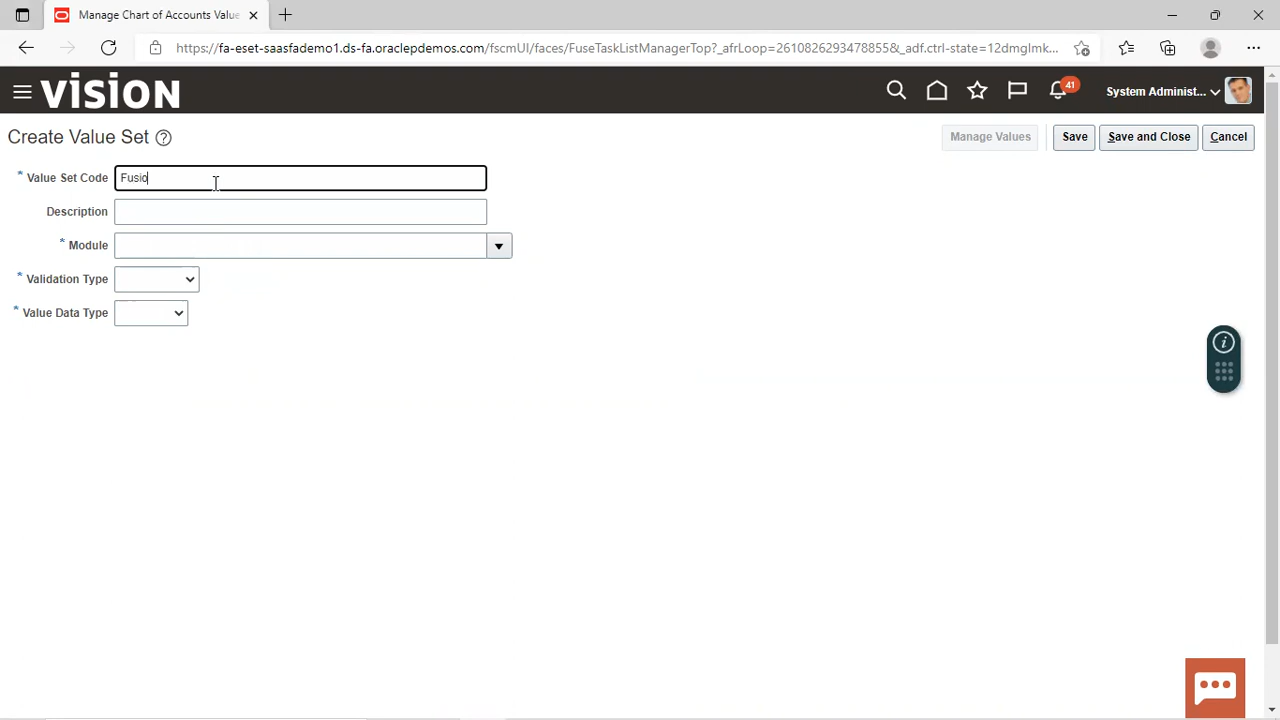 Manage Chart of Accounts Value
https://fa-eset-saasfademo1.ds-fa.oraclepdemos.com/fscmUI/faces/FuseTaskListManagerTop?_afrLoop=2610826293478855&_adf.ctrl-state=12dmglmk...
VISION
41
System Administ...
Create Value Set ?
Manage Values
Save
Save and Close
Cancel
* Value Set Code
Fusio
Description
* Module
* Validation Type
* Value Data Type
i